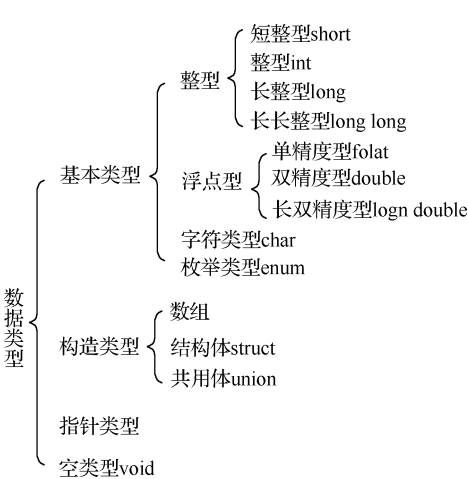 数据类型
基本类型
整型
短整型short
整型int
长整型long
长长整型long long
浮点型
单精度型folat
双精度型double
长双精度型logn double
字符类型char
枚举类型enum
构造类型
数组
结构体struct
共用体union
指针类型
空类型void